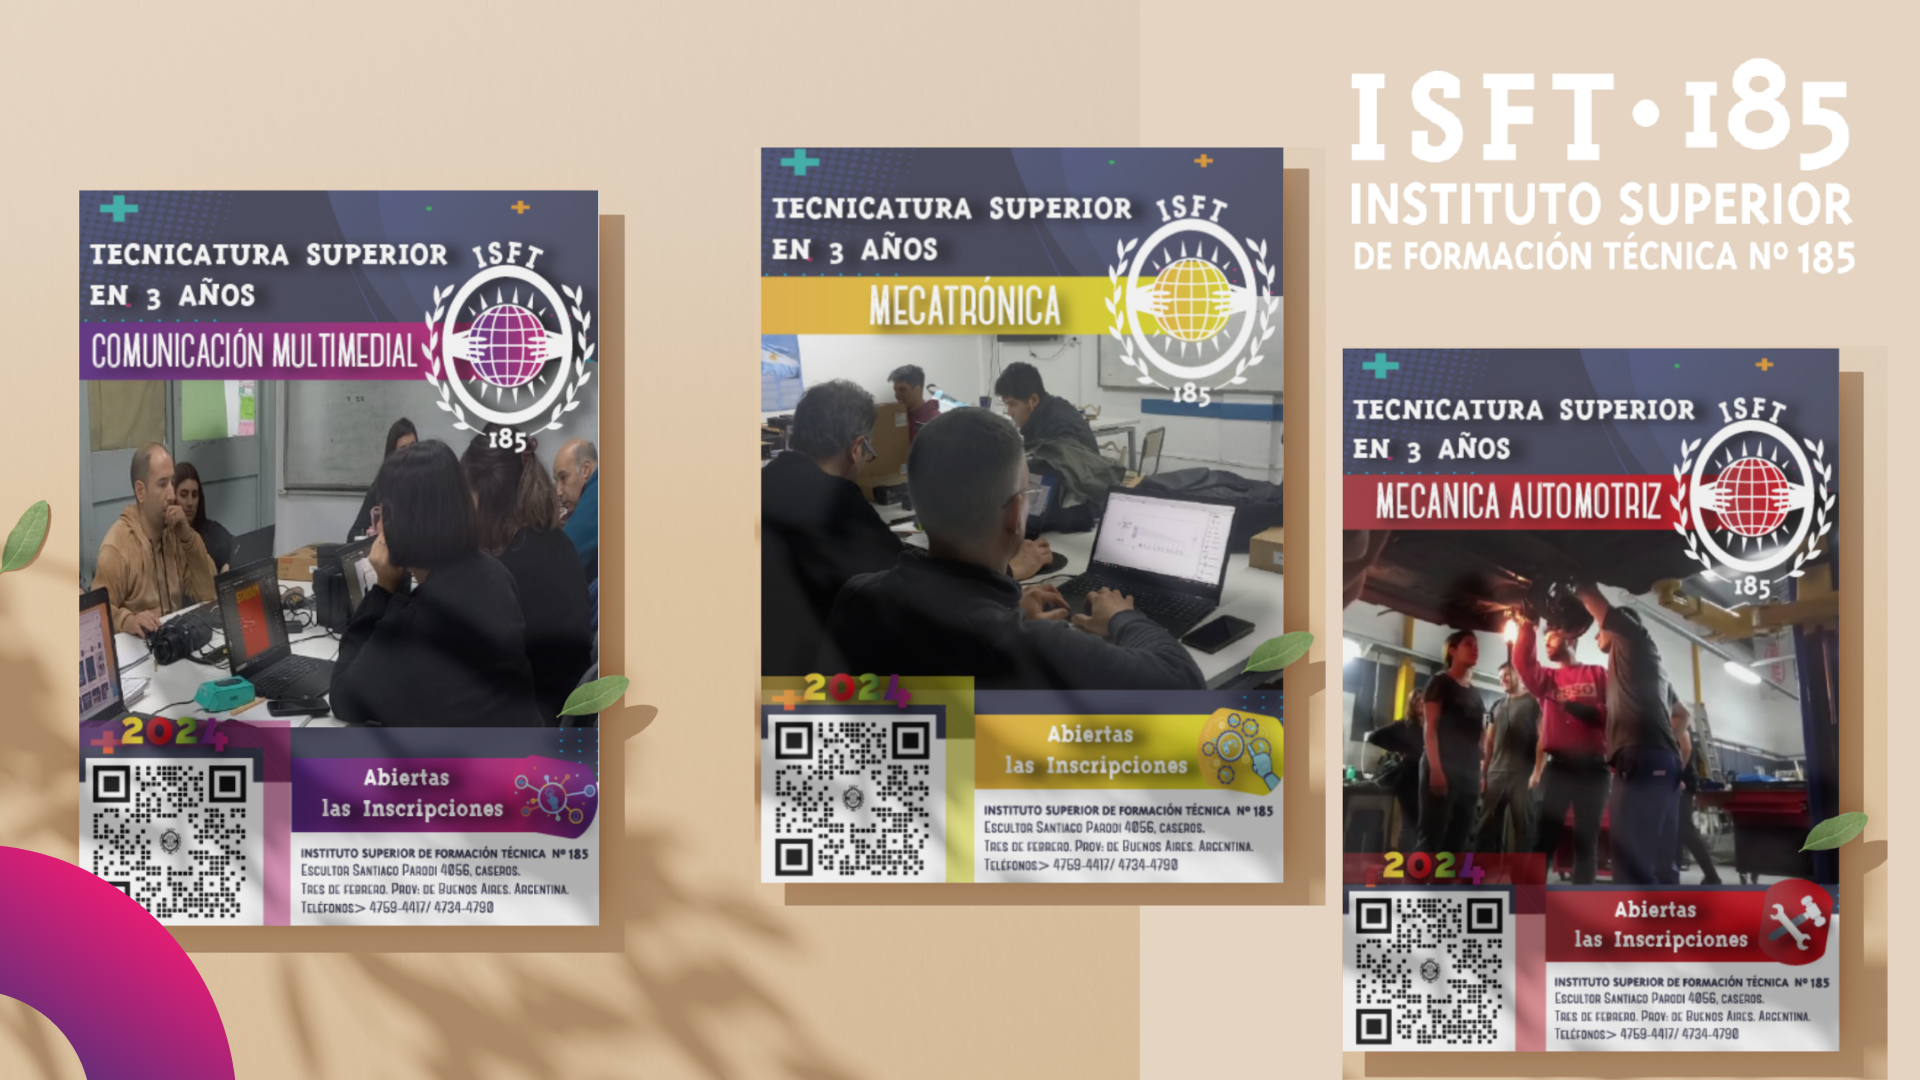 ISFT·185
INSTITUTO SUPERIOR
DE FORMACIÓN TÉCNICA Nº 185
TECNICATURA SUPERIOR
EN 3 AÑOS
COMUNICACIÓN MULTIMEDIAL
ISFT
185
2024
Abiertas
las Inscripciones
INSTITUTO SUPERIOR DE FORMACIÓN TÉCNICA Nº 185
ESCULTOR SANTIAGO PARODI 4056, CASEROS.
TRES DE FEBRERO. PROV: DE BUENOS AIRES. ARGENTINA.
TELÉFONOS> 4759-4417/ 4734-4790
TECNICATURA SUPERIOR
EN 3 AÑOS
MECATRÓNICA
ISFT
185
2024
Abiertas
las Inscripciones
INSTITUTO SUPERIOR DE FORMACIÓN TÉCNICA Nº 185
ESCULTOR SANTIAGO PARODI 4056, CASEROS.
TRES DE FEBRERO. PROV: DE BUENOS AIRES. ARGENTINA.
TELÉFONOS> 4759-4417/ 4734-4790
TECNICATURA SUPERIOR
EN 3 AÑOS
MECANICA AUTOMOTRIZ
ISFT
185
2024
Abiertas
las Inscripciones
INSTITUTO SUPERIOR DE FORMACIÓN TÉCNICA Nº 185
ESCULTOR SANTIAGO PARODI 4056, CASEROS.
TRES DE FEBRERO. PROV: DE BUENOS AIRES. ARGENTINA.
TELÉFONOS> 4759-4417/ 4734-4790